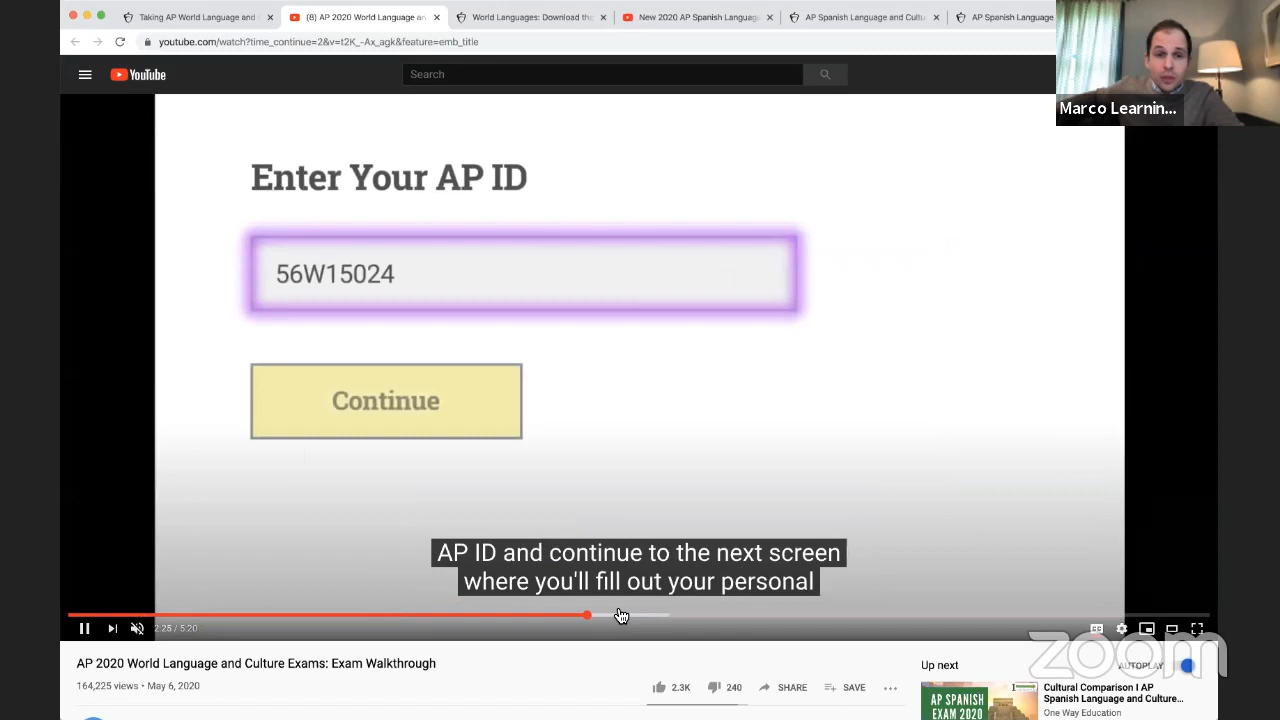 Taking AP World Language and C
(8) AP 2020 World Language an
World Languages: Download the
New 2020 AP Spanish Language
AP Spanish Language and Cultu
AP Spanish Language
youtube.com/watch?time_continue=2&v=t2K_-Ax_agk&feature=emb_title
YouTube
Search
Marco Learnin...
Enter Your AP ID
56W15024
Continue
AP ID and continue to the next screen
where you'll fill out your personal
2:25 / 5:20
zoom
AP 2020 World Language and Culture Exams: Exam Walkthrough
164,225 views • May 6, 2020
2.3K
240
SHARE
SAVE
Up next
AUTOPLAY
AP SPANISH
EXAM 2020
Cultural Comparison I AP
Spanish Language and Culture...
One Way Education